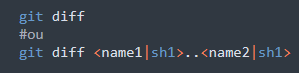 git diff
#ou
git diff <name1|sh1>..<name2|sh1>